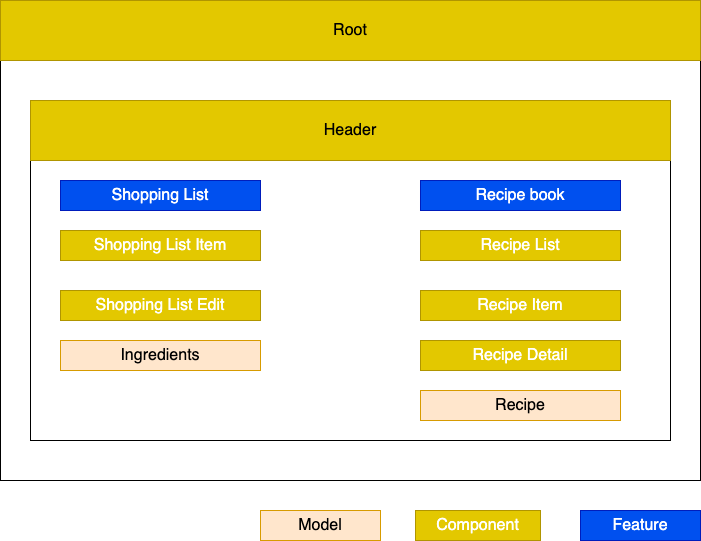 Root
Header
Shopping List
Shopping List Item
Shopping List Edit
Ingredients
Recipe book
Recipe List
Recipe Item
Recipe Detail
Recipe
Model
Component
Feature